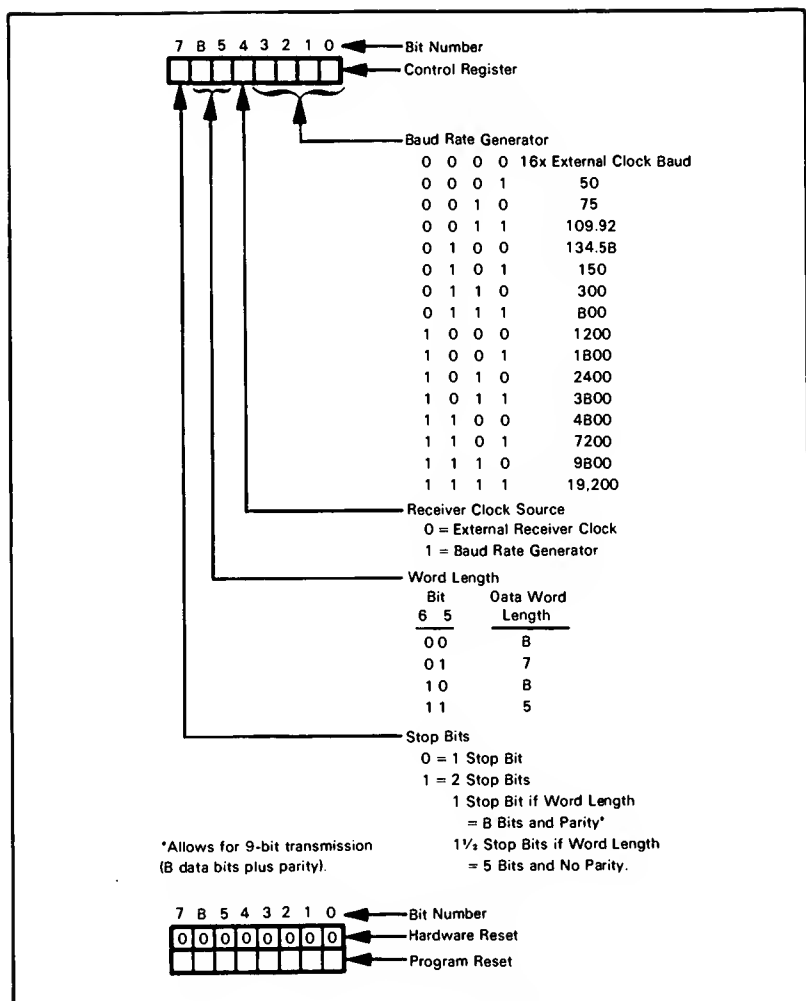 7 B 5 4 3 2 1 0 Bit Number
Control Register
Baud Rate Generator
0 0 0 0 16x External Clock Baud
0 0 0 1 50
0 0 1 0 75
0 0 1 1 109.92
0 1 0 0 134.5B
0 1 0 1 150
0 1 1 0 300
0 1 1 1 B00
1 0 0 0 1200
1 0 0 1 1B00
1 0 1 0 2400
1 0 1 1 3B00
1 1 0 0 4B00
1 1 0 1 7200
1 1 1 0 9B00
1 1 1 1 19,200
Receiver Clock Source
0 = External Receiver Clock
1 = Baud Rate Generator
Word Length
Bit Oata Word
6 5 Length
0 0 B
0 1 7
1 0 B
1 1 5
Stop Bits
0 = 1 Stop Bit
1 = 2 Stop Bits
1 Stop Bit if Word Length
= B Bits and Parity*
1½ Stop Bits if Word Length
= 5 Bits and No Parity.
*Allows for 9-bit transmission
(B data bits plus parity).
7 B 5 4 3 2 1 0 Bit Number
0 0 0 0 0 0 0 0 Hardware Reset
Program Reset